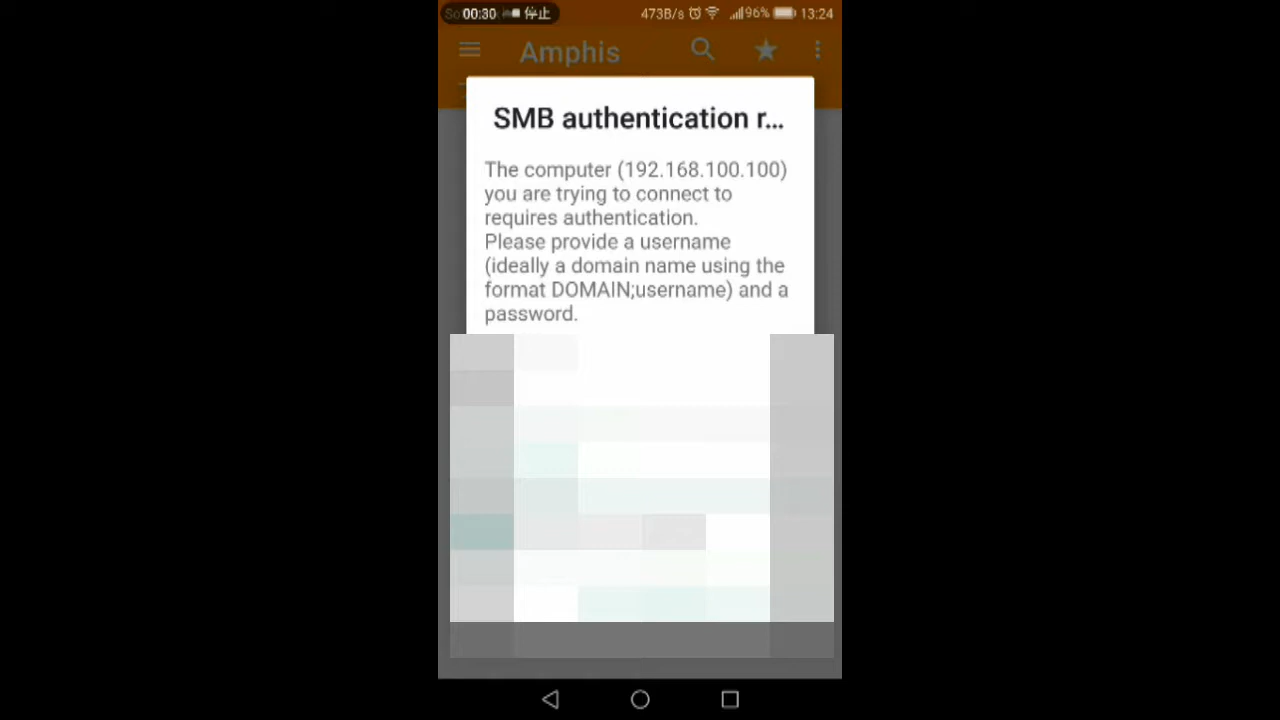 00:30 停止 473B/s 96% 13:24
Amphis
SMB authentication r...
The computer (192.168.100.100)
you are trying to connect to
requires authentication.
Please provide a username
(ideally a domain name using the
format DOMAIN;username) and a
password.